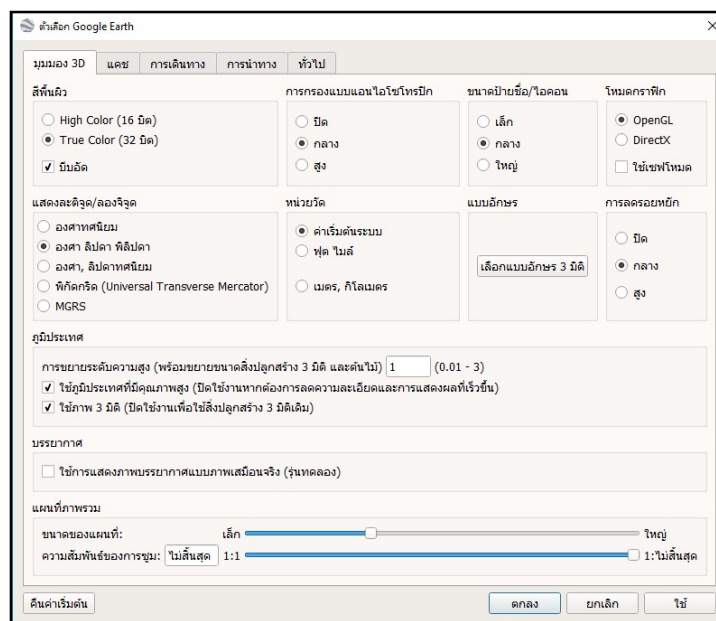 ตัวเลือก Google Earth
มุมมอง 3D แคช การเดินทาง การนำทาง ทั่วไป
สีพื้นผิว
High Color (16 บิต)
True Color (32 บิต)
บีบอัด
การกรองแบบแอนไอโซโทรปิก
ปิด
กลาง
สูง
ขนาดป้ายชื่อ/ไอคอน
เล็ก
กลาง
ใหญ่
โหมดกราฟิก
OpenGL
DirectX
ใช้เซฟโหมด
แสดงละติจูด/ลองจิจูด
องศาทศนิยม
องศา ลิปดา พิลิปดา
องศา, ลิปดาทศนิยม
พิกัดกริด (Universal Transverse Mercator)
MGRS
หน่วยวัด
ค่าเริ่มต้นระบบ
ฟุต ไมล์
เมตร, กิโลเมตร
แบบอักษร
เลือกแบบอักษร 3 มิติ
การลดรอยหยัก
ปิด
กลาง
สูง
ภูมิประเทศ
การขยายระดับความสูง (พร้อมขยายขนาดสิ่งปลูกสร้าง 3 มิติ และต้นไม้) 1 (0.01 - 3)
ใช้ภูมิประเทศที่มีคุณภาพสูง (ปิดใช้งานหากต้องการลดความละเอียดและการแสดงผลที่เร็วขึ้น)
ใช้ภาพ 3 มิติ (ปิดใช้งานเพื่อใช้สิ่งปลูกสร้าง 3 มิติเดิม)
บรรยากาศ
ใช้การแสดงภาพบรรยากาศแบบภาพเสมือนจริง (รุ่นทดลอง)
แผนที่ภาพรวม
ขนาดของแผนที่: เล็ก ใหญ่
ความสัมพันธ์ของการซูม: ไม่สิ้นสุด 1:1 1:ไม่สิ้นสุด
คืนค่าเริ่มต้น ตกลง ยกเลิก ใช้